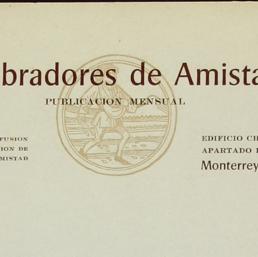 bradores de Amista
PUBLICACION MENSUAL
FUSION
ION DE
MISTAD
EDIFICIO CH
APARTADO
Monterrey